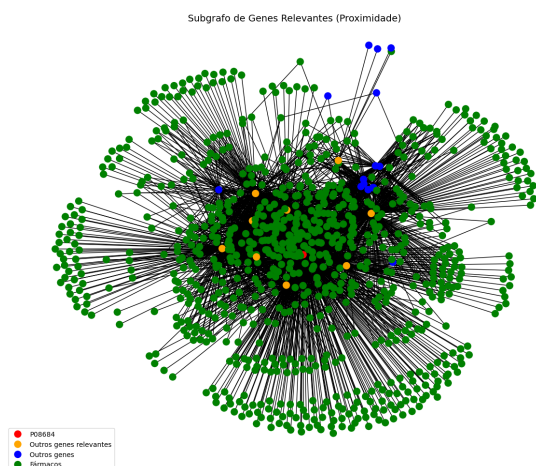 Subgrafo de Genes Relevantes (Proximidade)
P08684
Outros genes relevantes
Outros genes
Fármacos